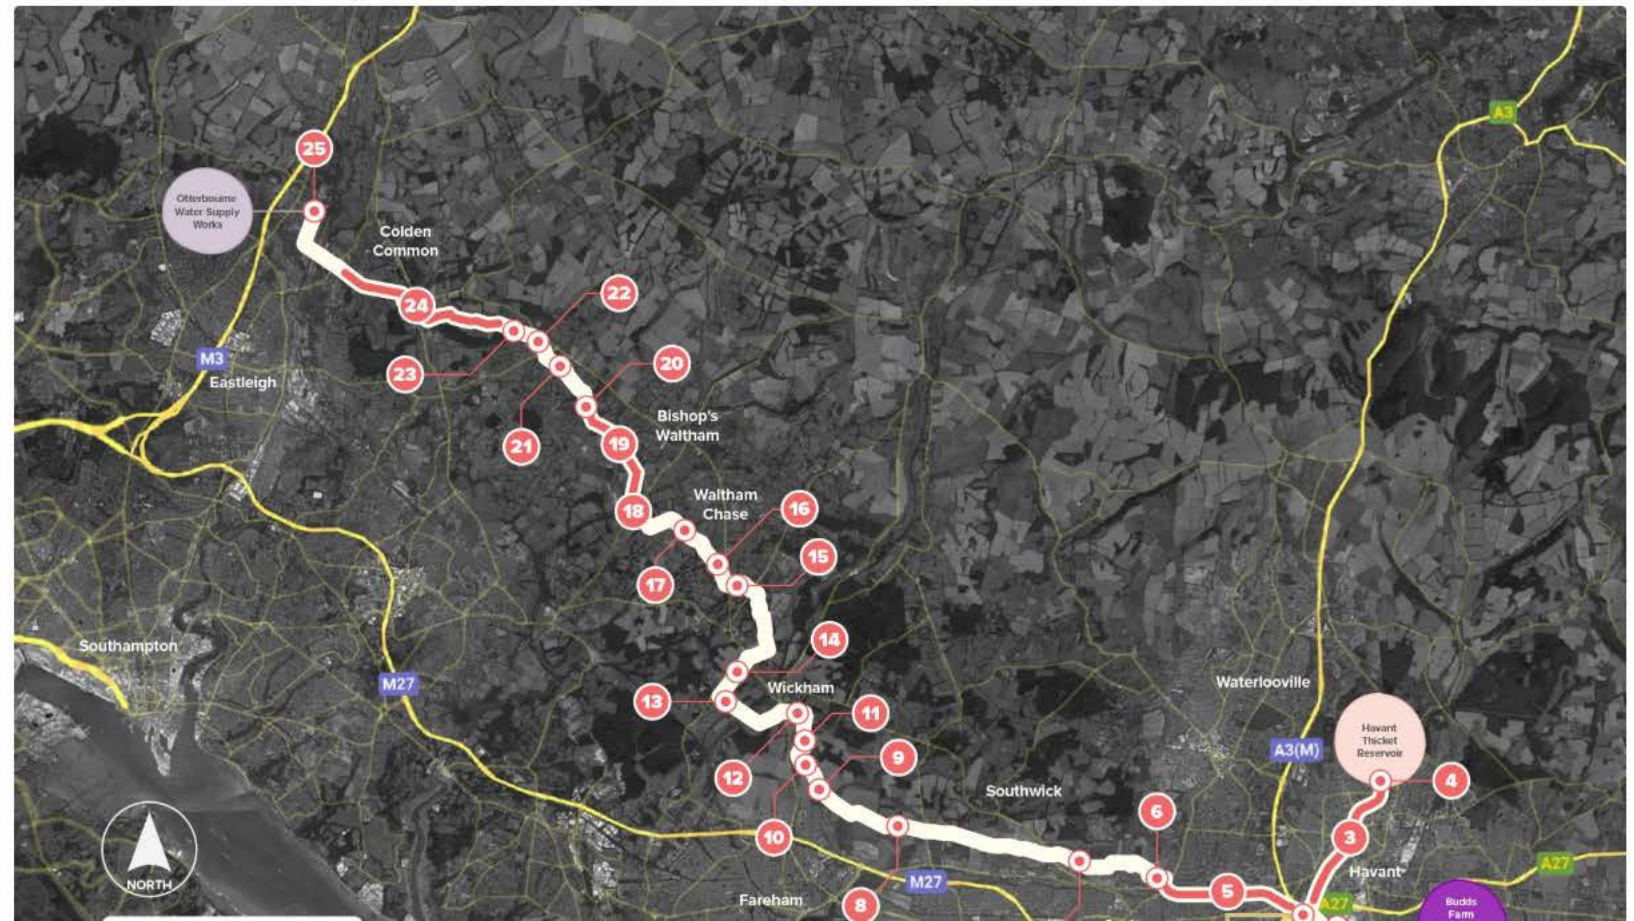 A3
25
Otterbourne
Water Supply
Works
Colden
Common
22
24
M3
20
23
Eastleigh
Bishop's
Waltham
19
21
Waltham
Chase
16
18
15
17
14
Southampton
Waterlooville
M27
Wickham
13
11
Havant
Thicket
Reservoir
A3(M)
9
12
4
Southwick
6
3
10
A27
Havant
NORTH
M27
5
Fareham
8
A27
Budds
Farm